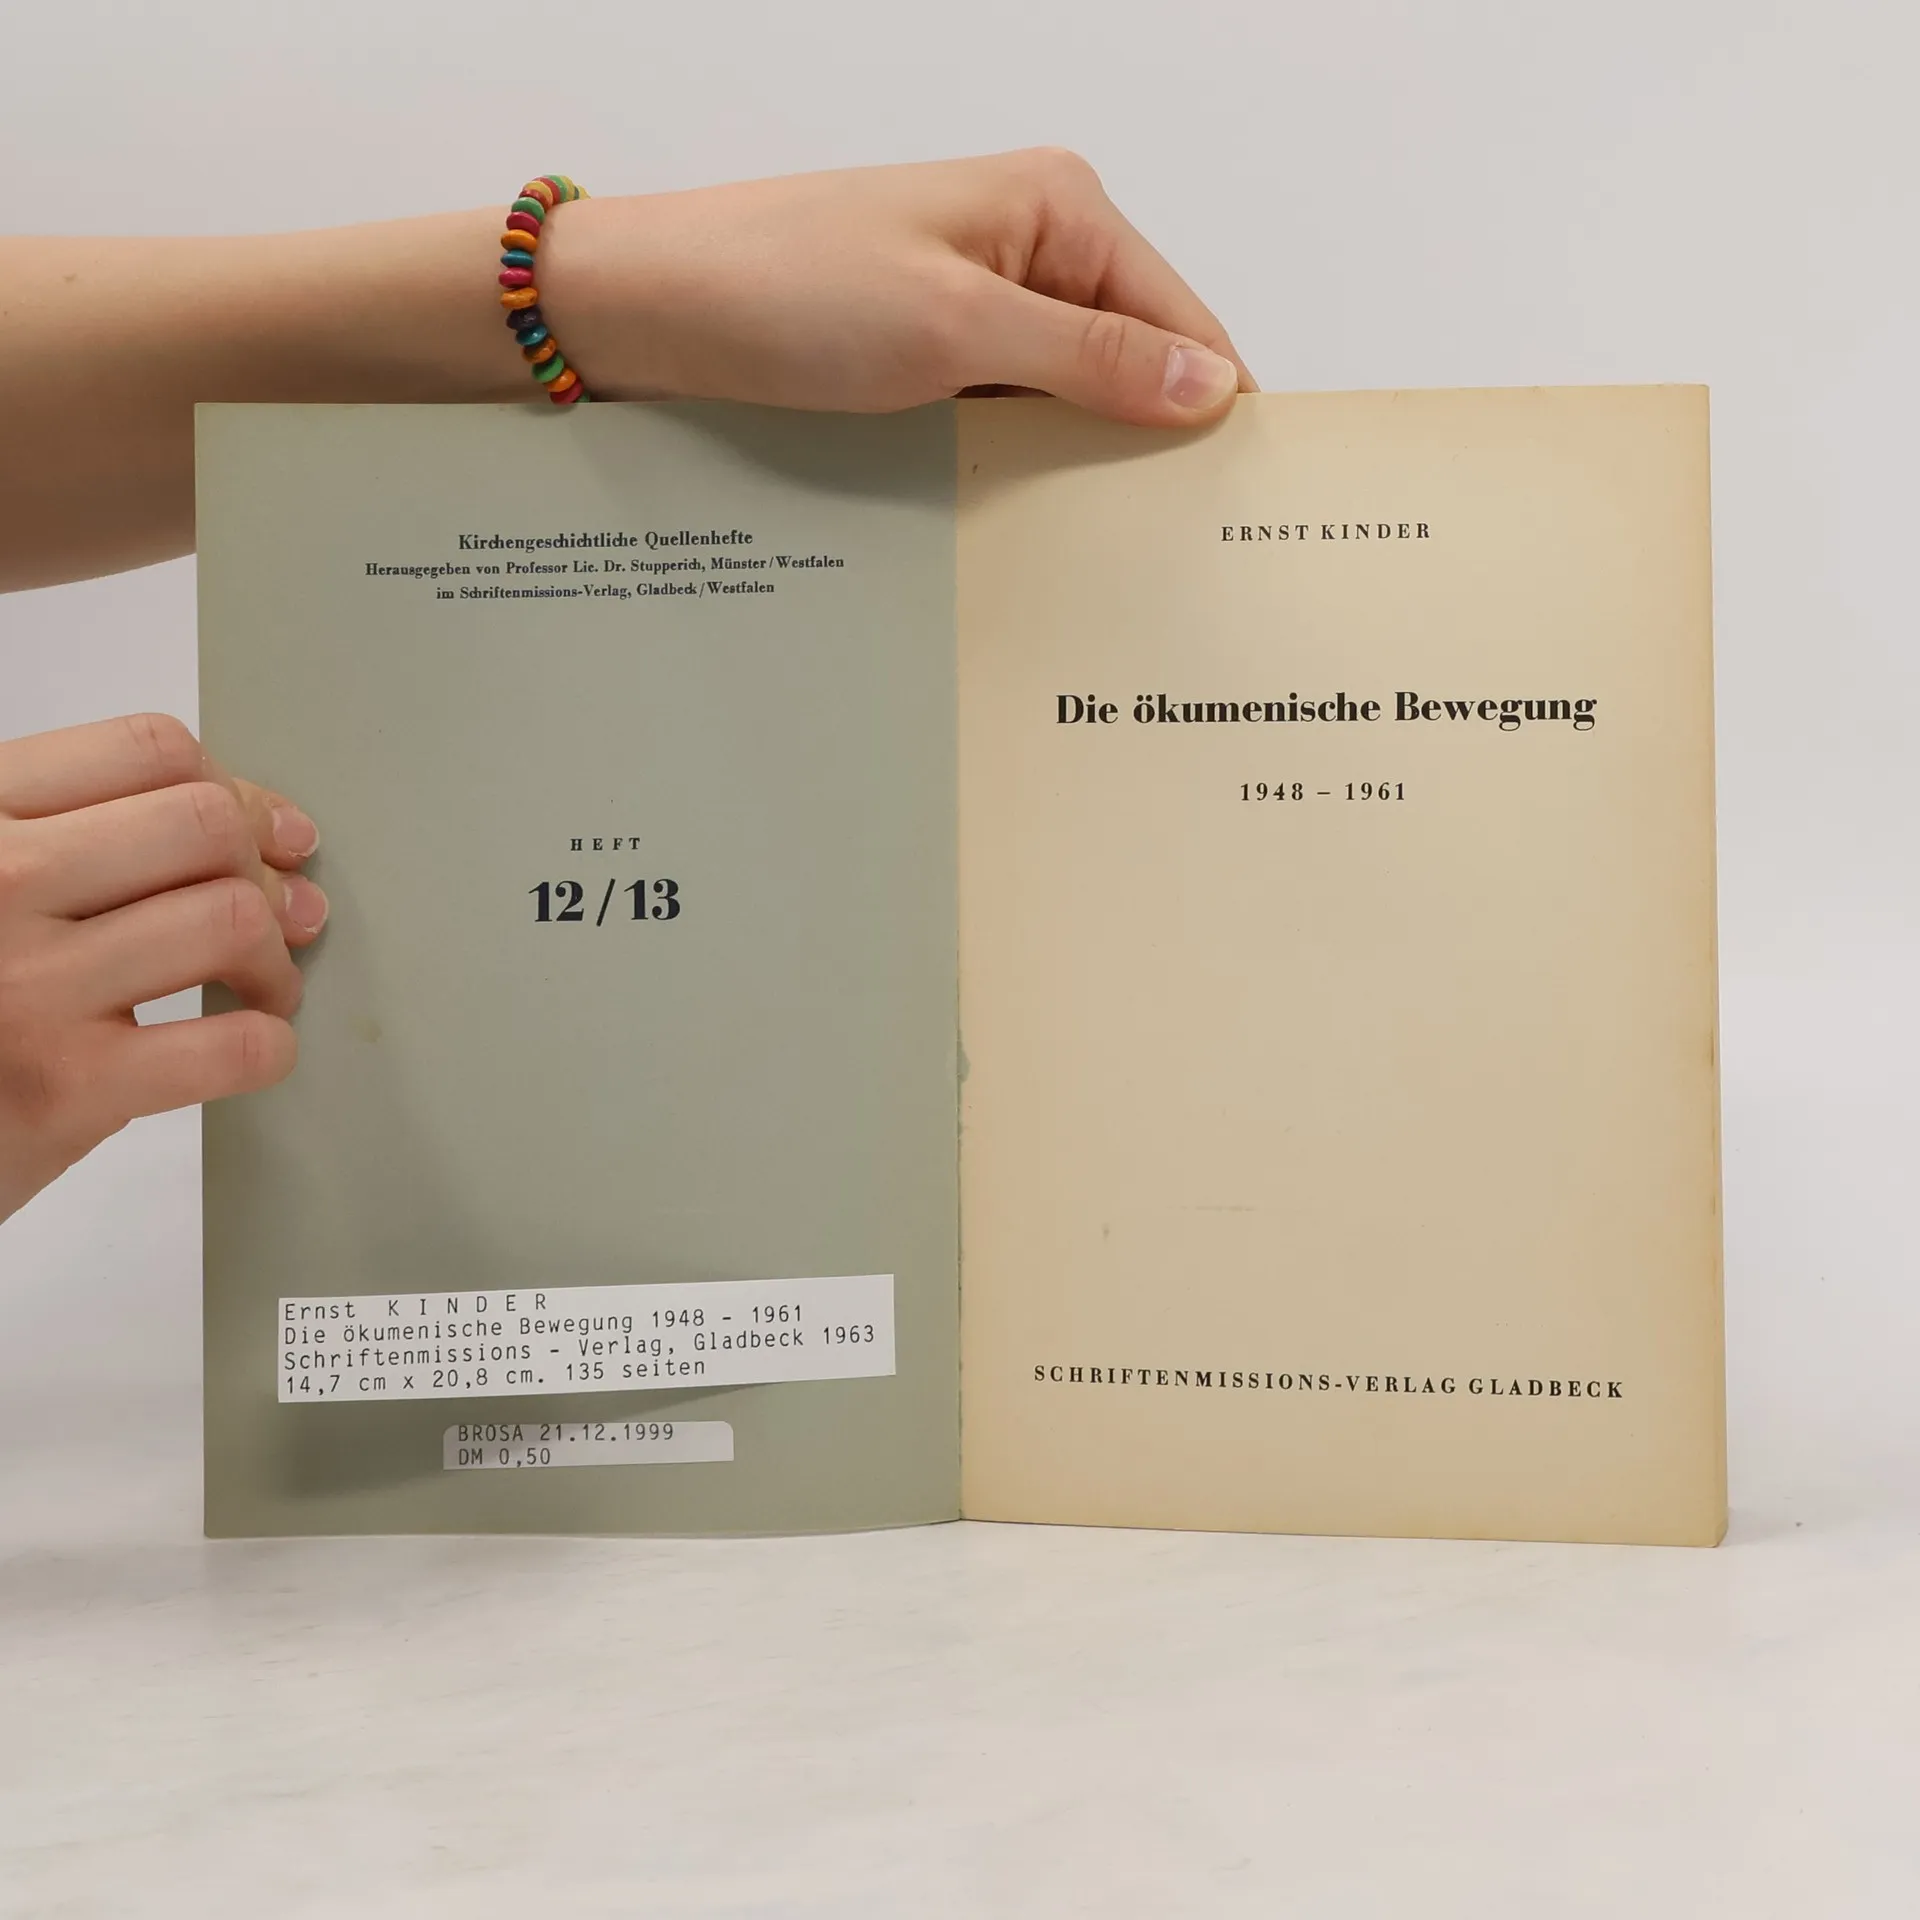 Kirchengeschichtliche Quellenhefte
Herausgegeben von Professor Lic. Dr. Stupperich, Münster/Westfalen
im Schriftenmissions-Verlag, Gladbeck/Westfalen
HEFT
12/13
Ernst KINDER
Die ökumenische Bewegung 1948 - 1961
Schriftenmissions - Verlag, Gladbeck 1963
14,7 cm x 20,8 cm. 135 seiten
BROSA 21.12.1999
DM 0,50
ERNST KINDER
Die ökumenische Bewegung
1948 – 1961
SCHRIFTENMISSIONS-VERLAG GLADBECK